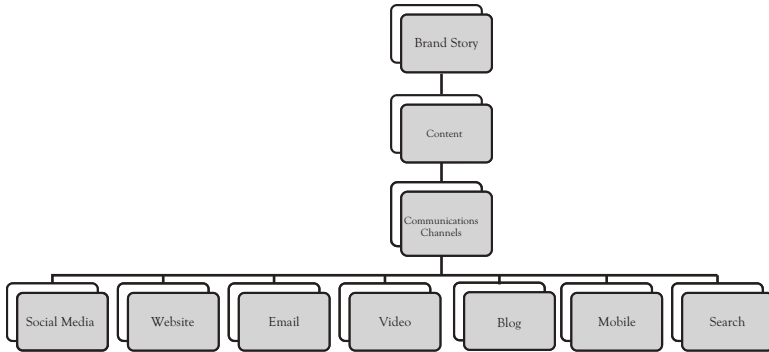 Brand Story
Content
Communications
Channels
Social Media
Website
Email
Video
Blog
Mobile
Search